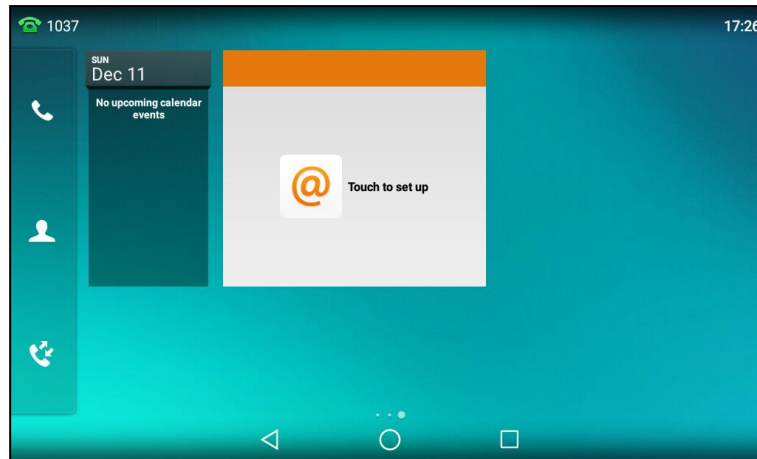 1037
17:26
SUN
Dec 11
No upcoming calendar
events
@
Touch to set up